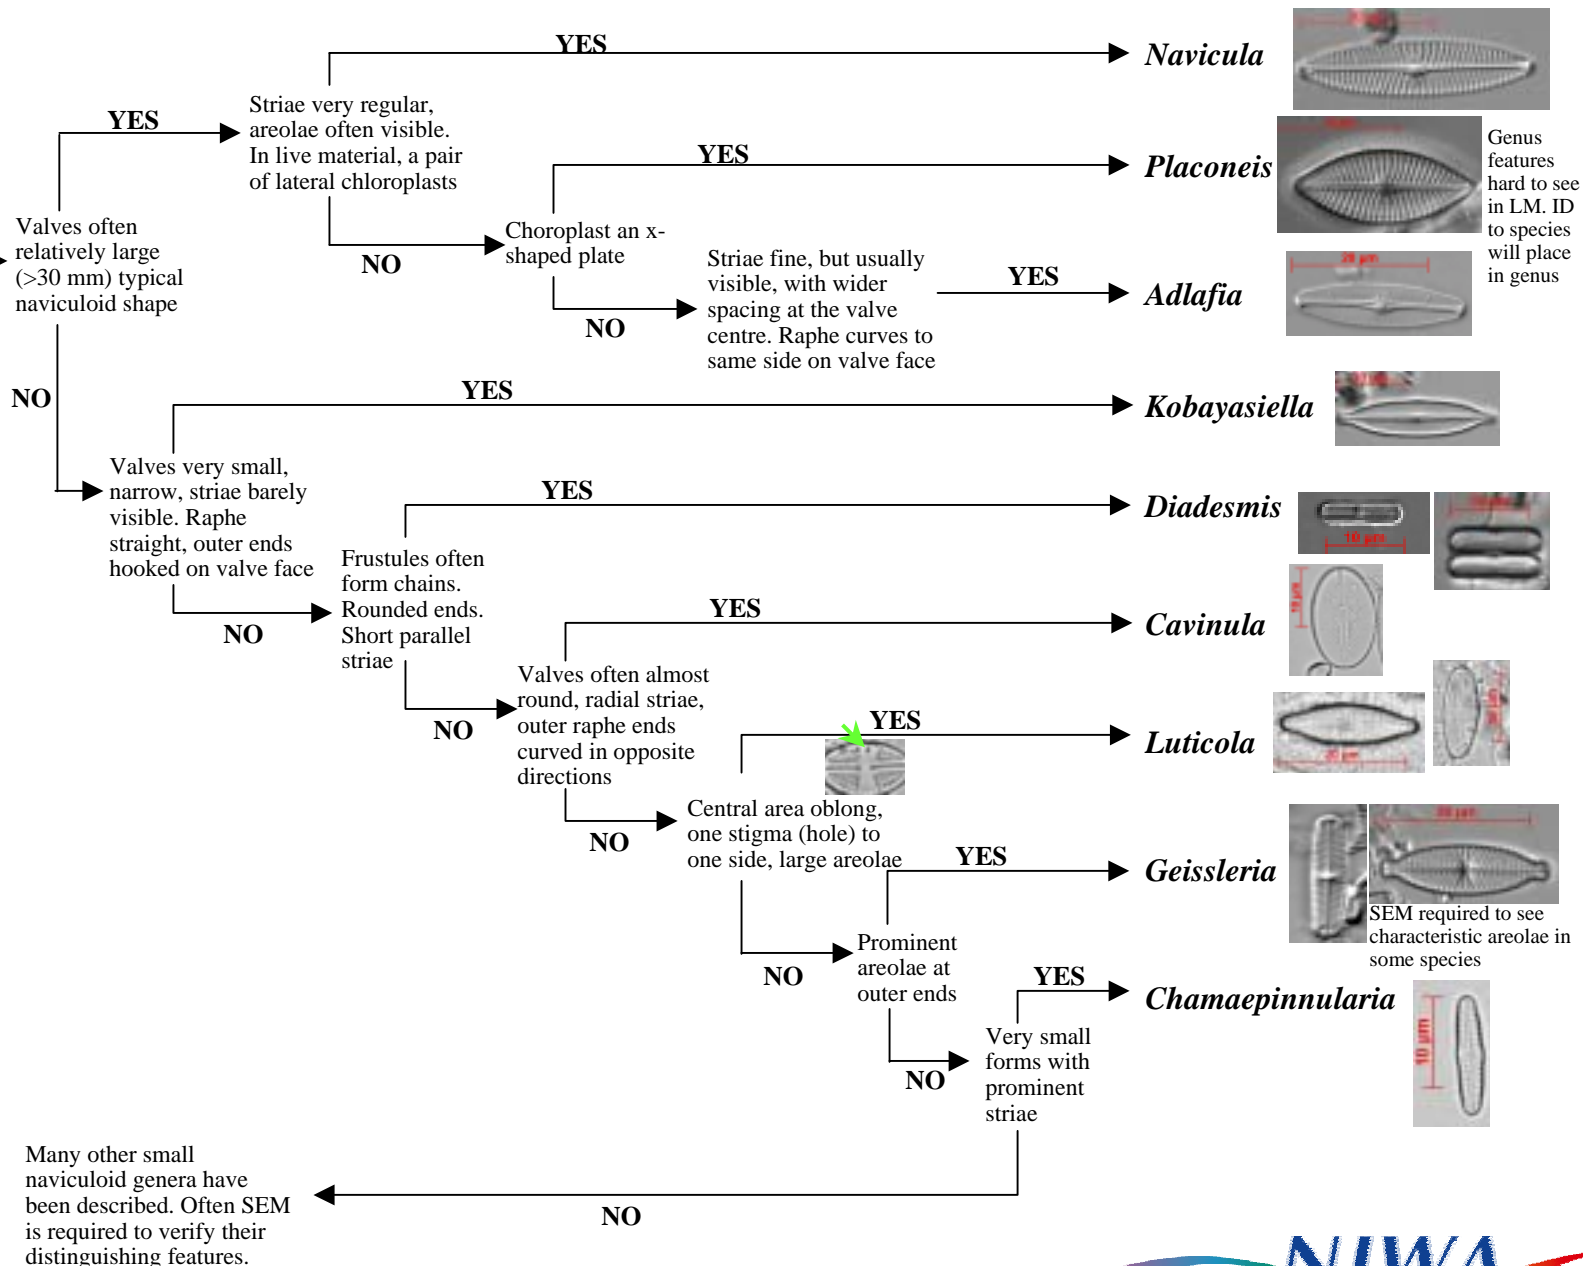 YES
Navicula
Striae very regular,
areolae often visible.
In live material, a pair
of lateral chloroplasts
YES
YES
Placoneis
Genus
features
hard to see
in LM. ID
to species
will place
in genus
Valves often
relatively large
(>30 mm) typical
naviculoid shape
NO
Choroplast an x-
shaped plate
Striae fine, but usually
visible, with wider
spacing at the valve
centre. Raphe curves to
same side on valve face
YES
Adlafia
20 µm
NO
NO
YES
Kobayasiella
Valves very small,
narrow, striae barely
visible. Raphe
straight, outer ends
hooked on valve face
YES
Diadesmis
10 µm
Frustules often
form chains.
Rounded ends.
Short parallel
striae
NO
YES
Cavinula
10 µm
Valves often almost
round, radial striae,
outer raphe ends
curved in opposite
directions
NO
YES
Luticola
20 µm
Central area oblong,
one stigma (hole) to
one side, large areolae
NO
YES
Geissleria
20 µm
SEM required to see
characteristic areolae in
some species
Prominent
areolae at
outer ends
NO
YES
Chamaepinnularia
10 µm
Very small
forms with
prominent
striae
NO
Many other small
naviculoid genera have
been described. Often SEM
is required to verify their
distinguishing features.
NO
NIWA